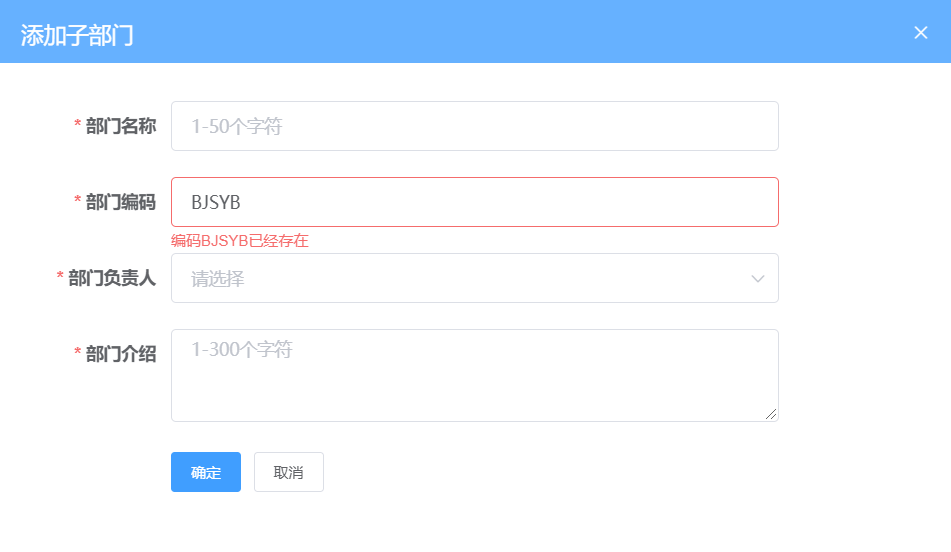 添加子部门
* 部门名称 1-50个字符
* 部门编码 BJSYB
编码BJSYB已经存在
* 部门负责人 请选择
* 部门介绍 1-300个字符
确定 取消